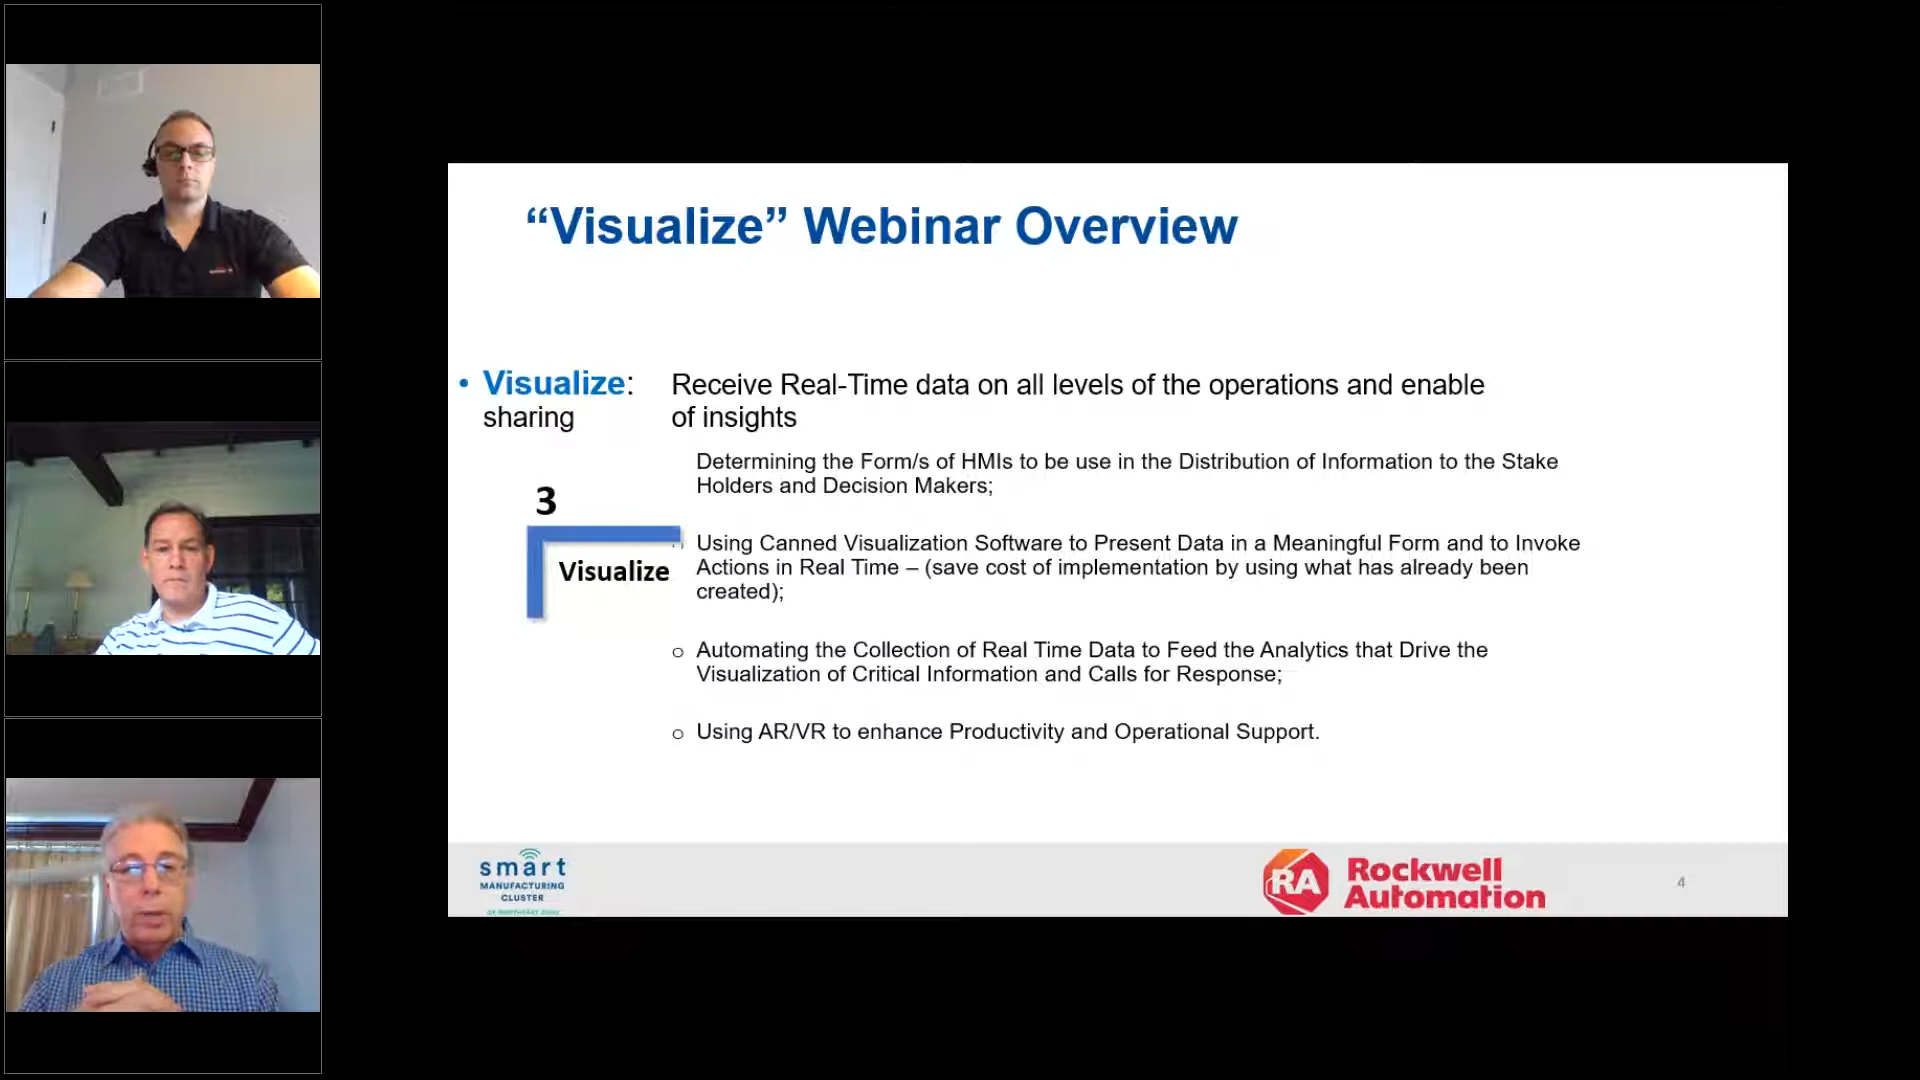 “Visualize” Webinar Overview
• Visualize: Receive Real-Time data on all levels of the operations and enable
sharing of insights
Determining the Form/s of HMIs to be use in the Distribution of Information to the Stake
Holders and Decision Makers;
3
Visualize
Using Canned Visualization Software to Present Data in a Meaningful Form and to Invoke
Actions in Real Time – (save cost of implementation by using what has already been
created);
o Automating the Collection of Real Time Data to Feed the Analytics that Drive the
Visualization of Critical Information and Calls for Response;
o Using AR/VR to enhance Productivity and Operational Support.
smart
MANUFACTURING
CLUSTER
OF NORTHEAST OHIO
RA Rockwell
Automation
4